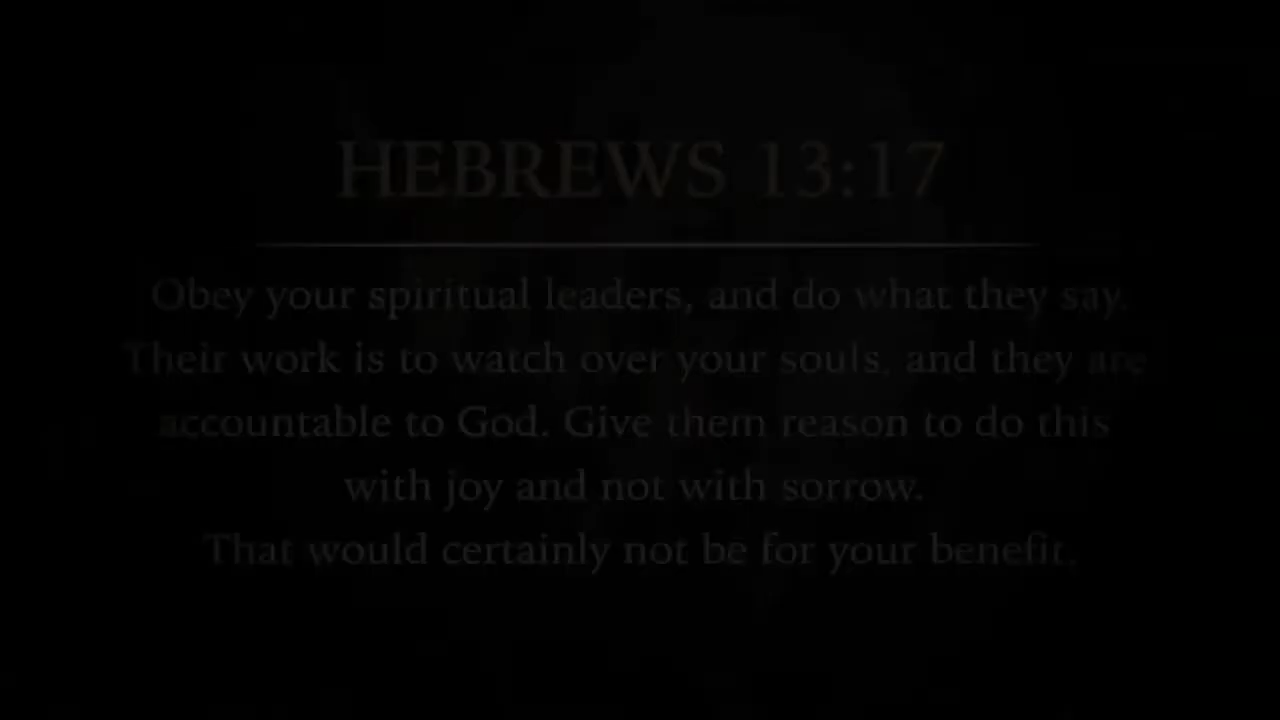 HEBREWS 13:17
Obey your spiritual leaders, and do what they say.
Their work is to watch over your souls, and they are
accountable to God. Give them reason to do this
with joy and not with sorrow.
That would certainly not be for your benefit.